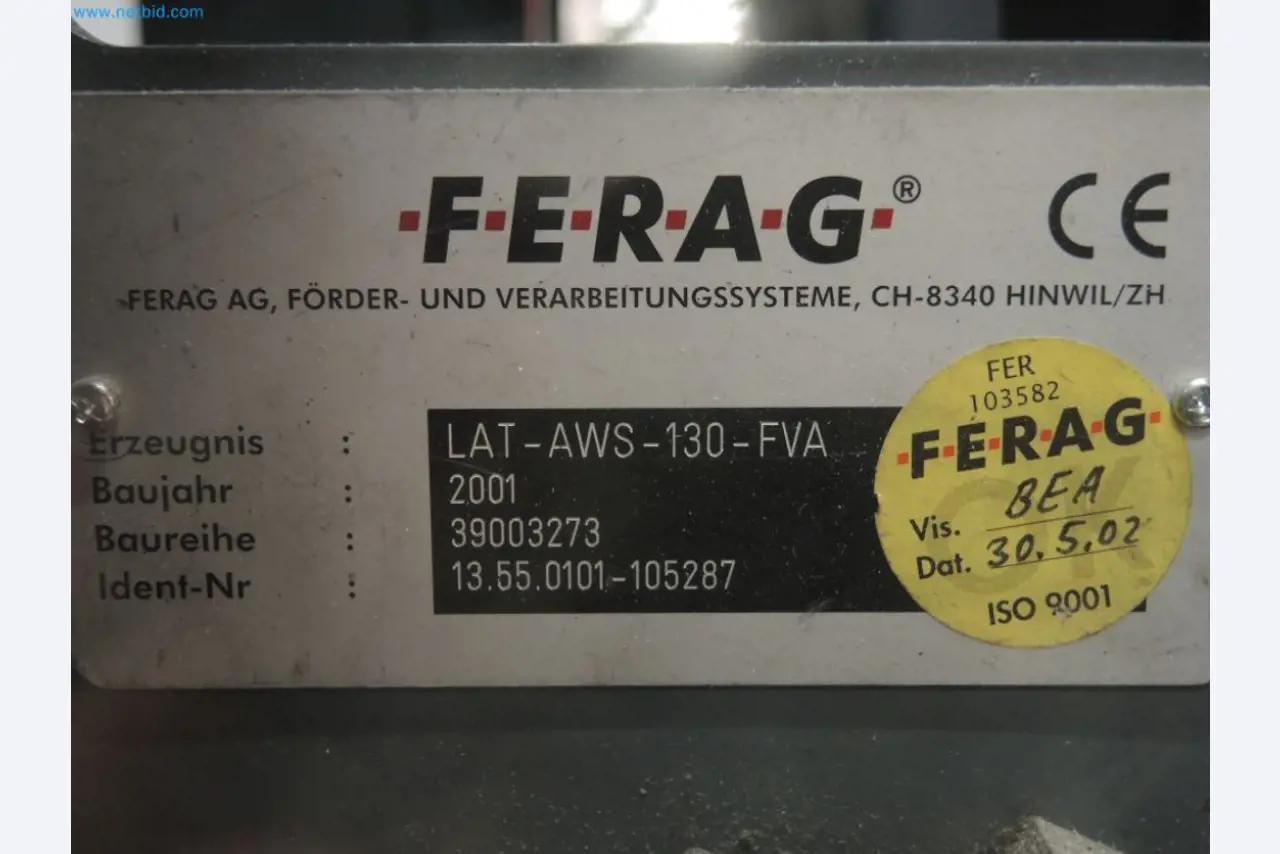 www.netbid.com
·F·E·R·A·G·® CE
FERAG AG, FÖRDER- UND VERARBEITUNGSSYSTEME, CH-8340 HINWIL/ZH
Erzeugnis : LAT-AWS-130-FVA
Baujahr : 2001
Baureihe : 39003273
Ident-Nr : 13.55.0101-105287
FER
103582
·F·E·R·A·G·
OK
Vis. BEA
Dat. 30.5.02
ISO 9001